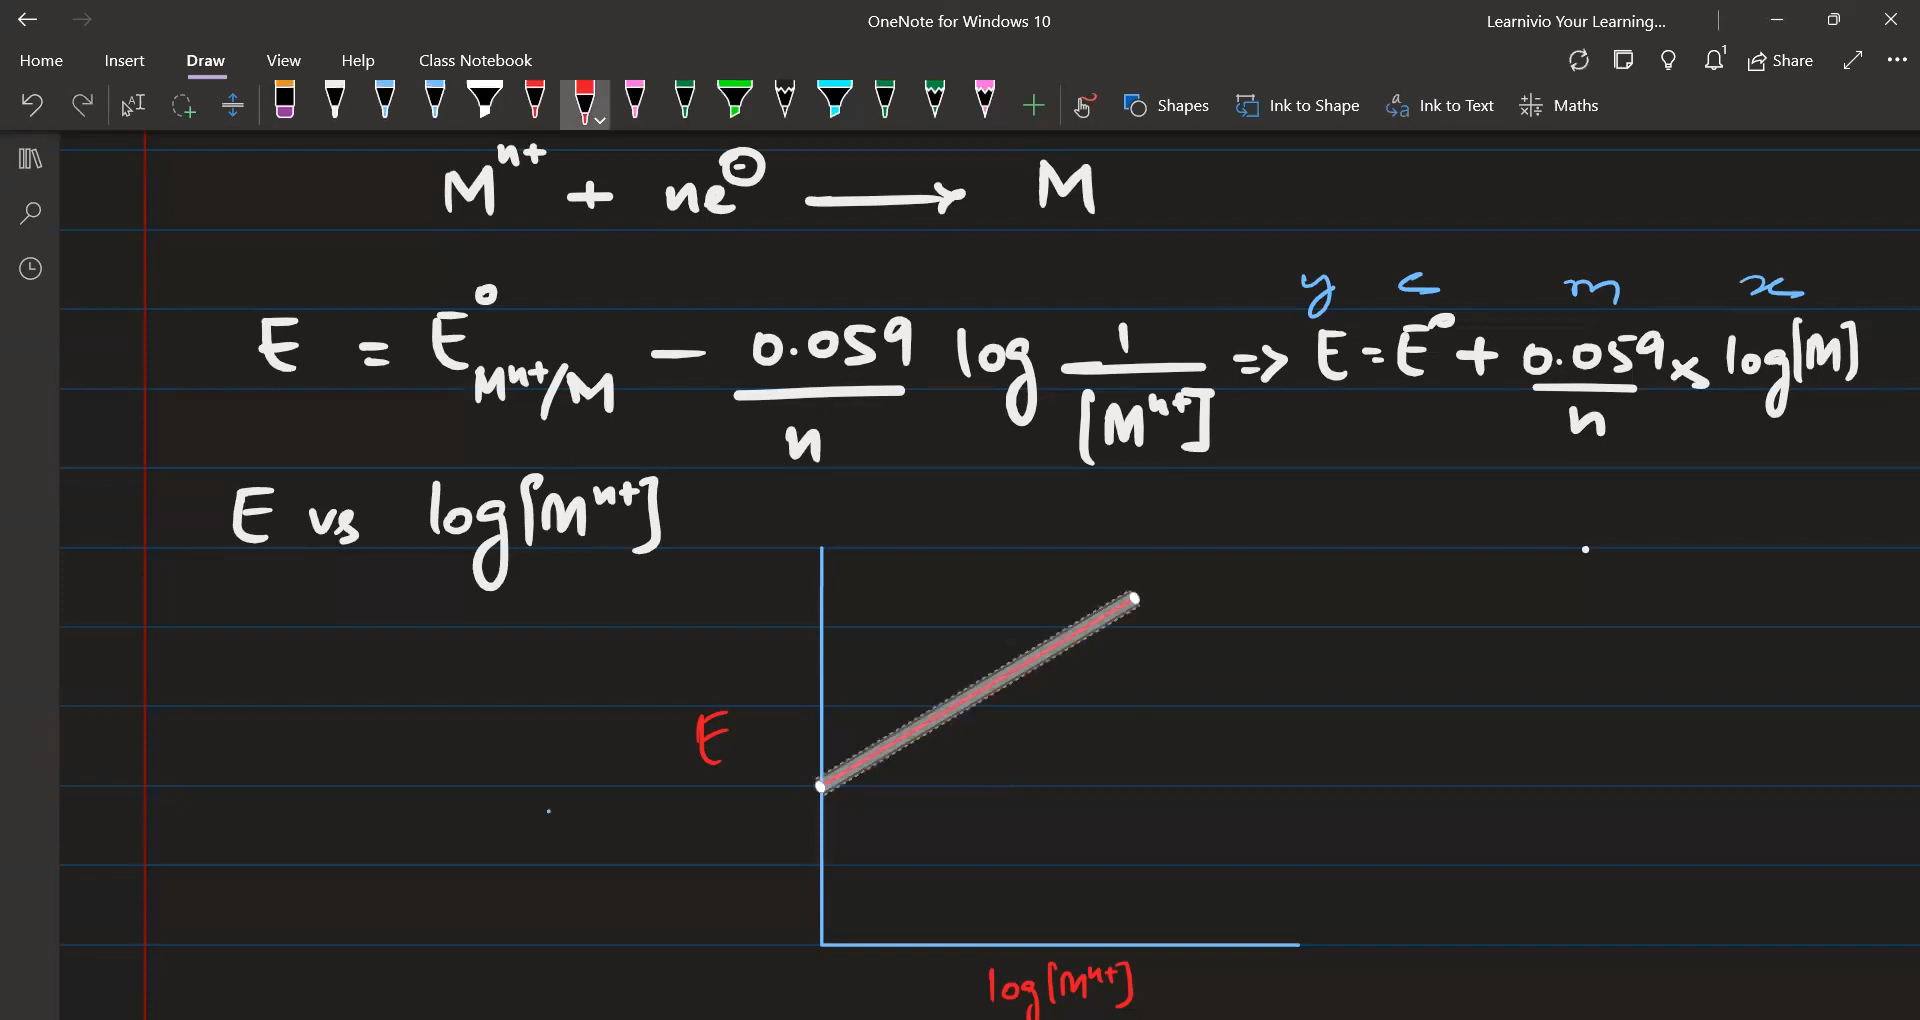 OneNote for Windows 10
Learnivio Your Learning...
Home Insert Draw View Help Class Notebook
1 Share
Shapes Ink to Shape Ink to Text Maths
Mⁿ⁺ + ne⊖ ⟶ M
y c m x
E = E°Mⁿ⁺/M − 0.059/n log 1/[Mⁿ⁺] => E = E° + 0.059/n × log[M]
E vs log[Mⁿ⁺]
E
log[Mⁿ⁺]